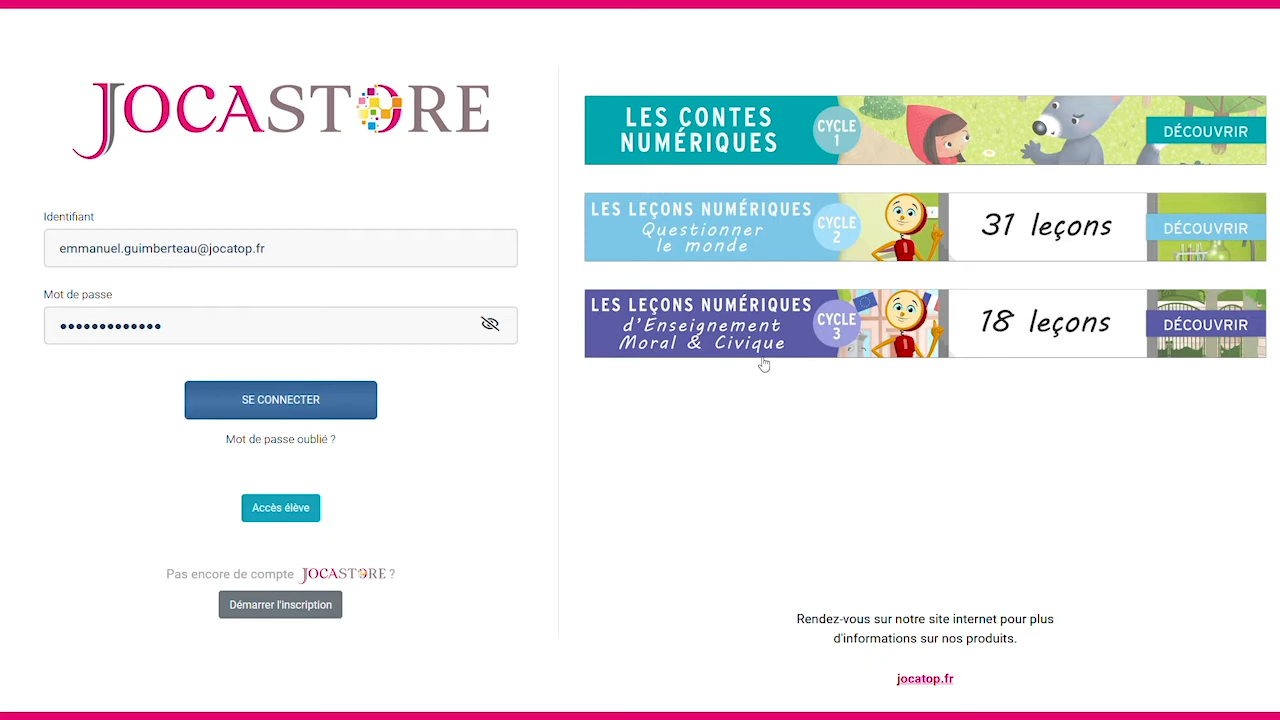 JOCASTORE
Identifiant
emmanuel.guimberteau@jocatop.fr
Mot de passe
SE CONNECTER
Mot de passe oublié ?
Accès élève
Pas encore de compte JOCASTORE ?
Démarrer l'inscription
LES CONTES
NUMÉRIQUES
CYCLE
1
DÉCOUVRIR
LES LEÇONS NUMÉRIQUES
Questionner
le monde
CYCLE
2
31 leçons
DÉCOUVRIR
LES LEÇONS NUMÉRIQUES
d'Enseignement
Moral & Civique
CYCLE
3
18 leçons
DÉCOUVRIR
Rendez-vous sur notre site internet pour plus
d'informations sur nos produits.
jocatop.fr